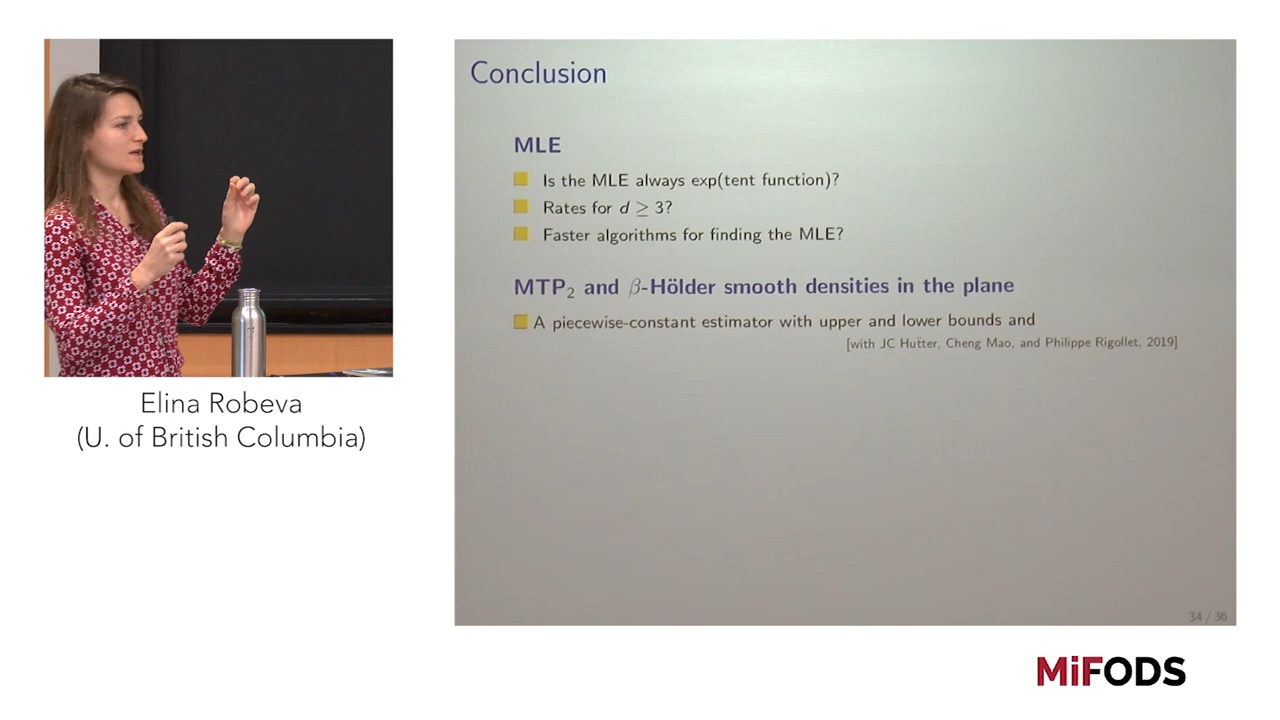 Conclusion
MLE
Is the MLE always exp(tent function)?
Rates for d ≥ 3?
Faster algorithms for finding the MLE?
MTP₂ and β-Hölder smooth densities in the plane
A piecewise-constant estimator with upper and lower bounds and
[with JC Huẗter, Cheng Mao, and Philippe Rigollet, 2019]
34 / 36
Elina Robeva
(U. of British Columbia)
MiFODS